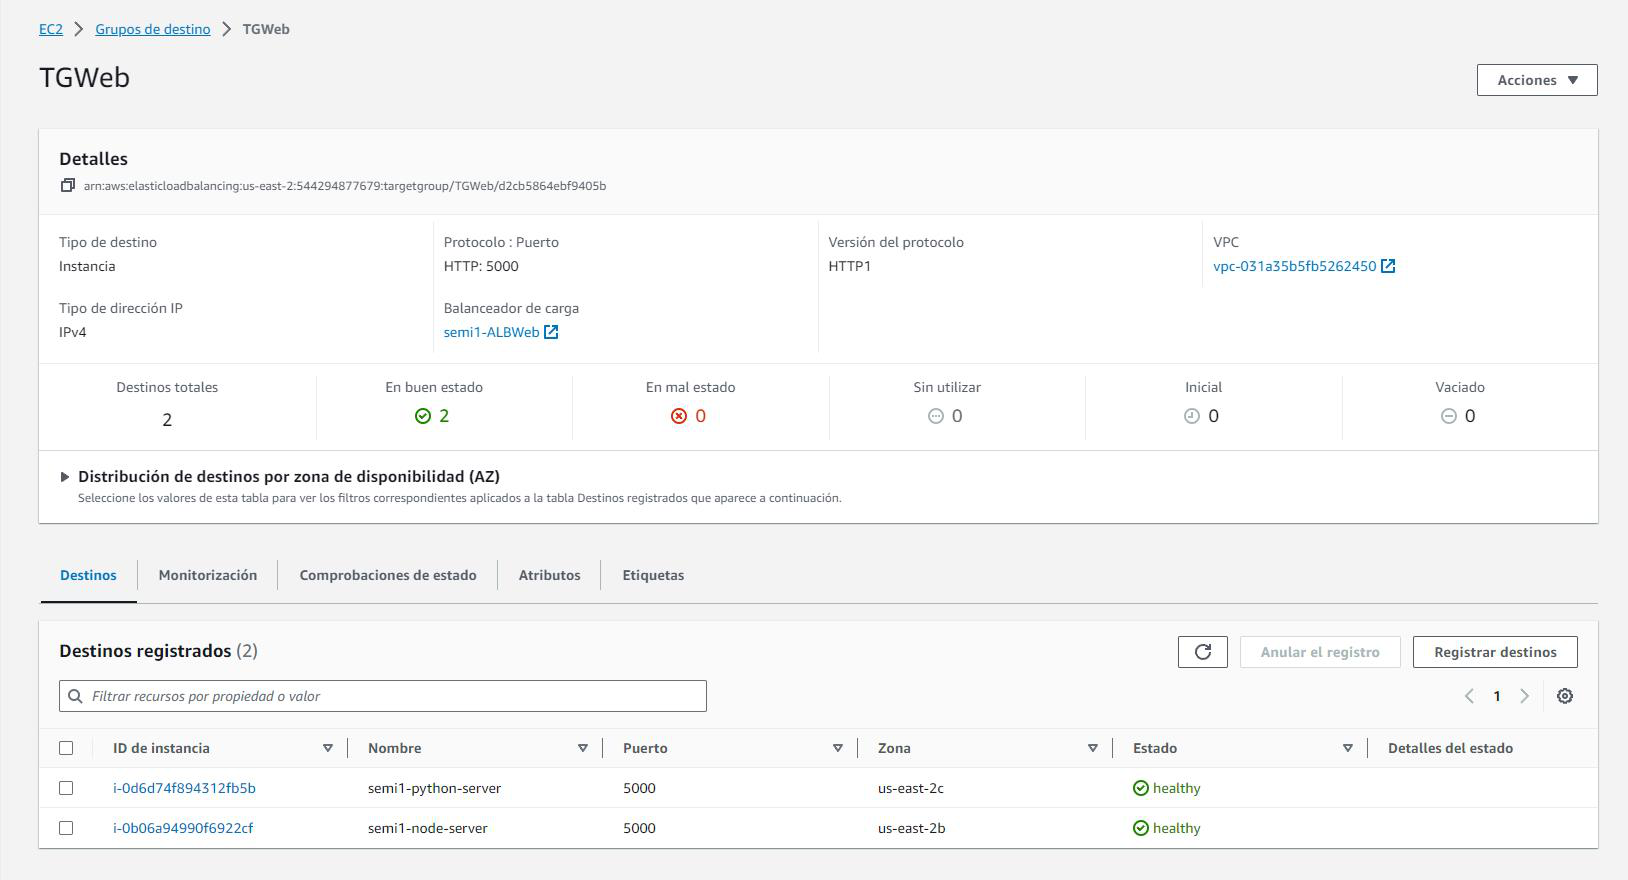 EC2 > Grupos de destino > TGWeb
TGWeb
Acciones
Detalles
arn:aws:elasticloadbalancing:us-east-2:544294877679:targetgroup/TGWeb/d2cb5864ebf9405b
Tipo de destino
Instancia
Protocolo : Puerto
HTTP: 5000
Versión del protocolo
HTTP1
VPC
vpc-031a35b5fb5262450
Tipo de dirección IP
IPv4
Balanceador de carga
semi1-ALBWeb
Destinos totales
2
En buen estado
2
En mal estado
0
Sin utilizar
0
Inicial
0
Vaciado
0
Distribución de destinos por zona de disponibilidad (AZ)
Seleccione los valores de esta tabla para ver los filtros correspondientes aplicados a la tabla Destinos registrados que aparece a continuación.
Destinos Monitorización Comprobaciones de estado Atributos Etiquetas
Destinos registrados (2)
Anular el registro Registrar destinos
Filtrar recursos por propiedad o valor
1
ID de instancia Nombre Puerto Zona Estado Detalles del estado
i-0d6d74f894312fb5b semi1-python-server 5000 us-east-2c healthy
i-0b06a94990f6922cf semi1-node-server 5000 us-east-2b healthy